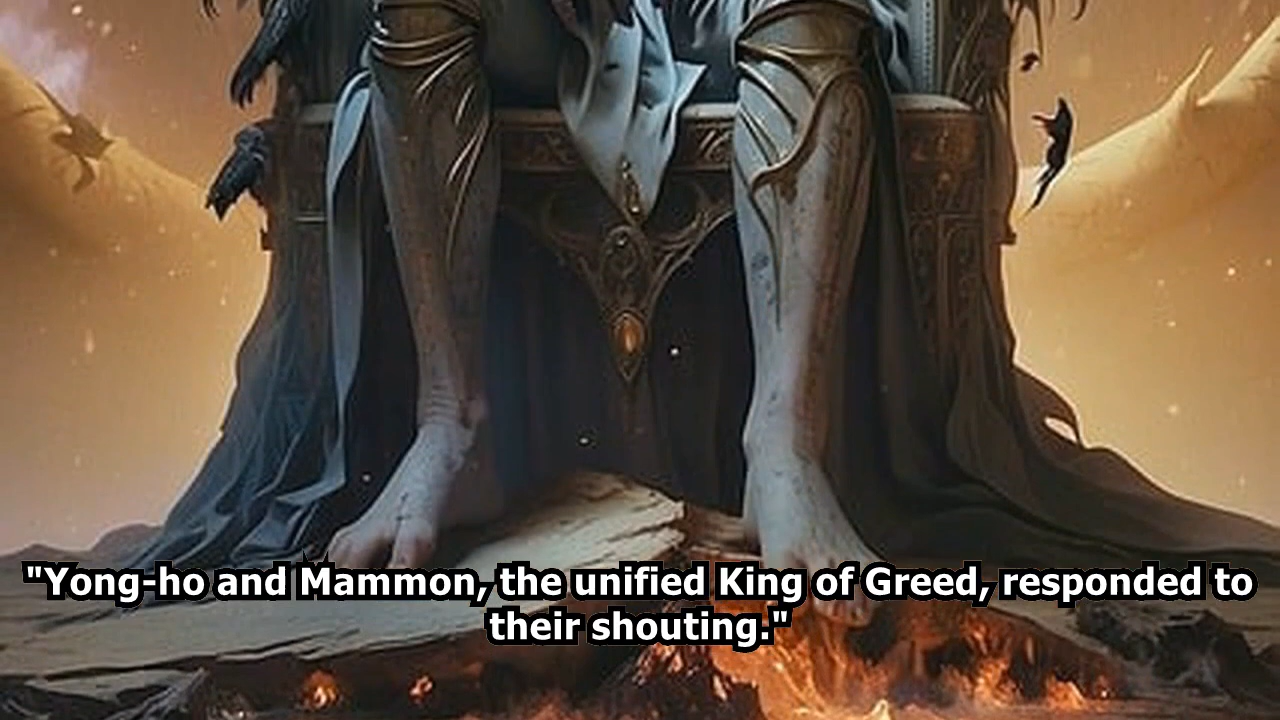 "Yong-ho and Mammon, the unified King of Greed, responded to
their shouting."